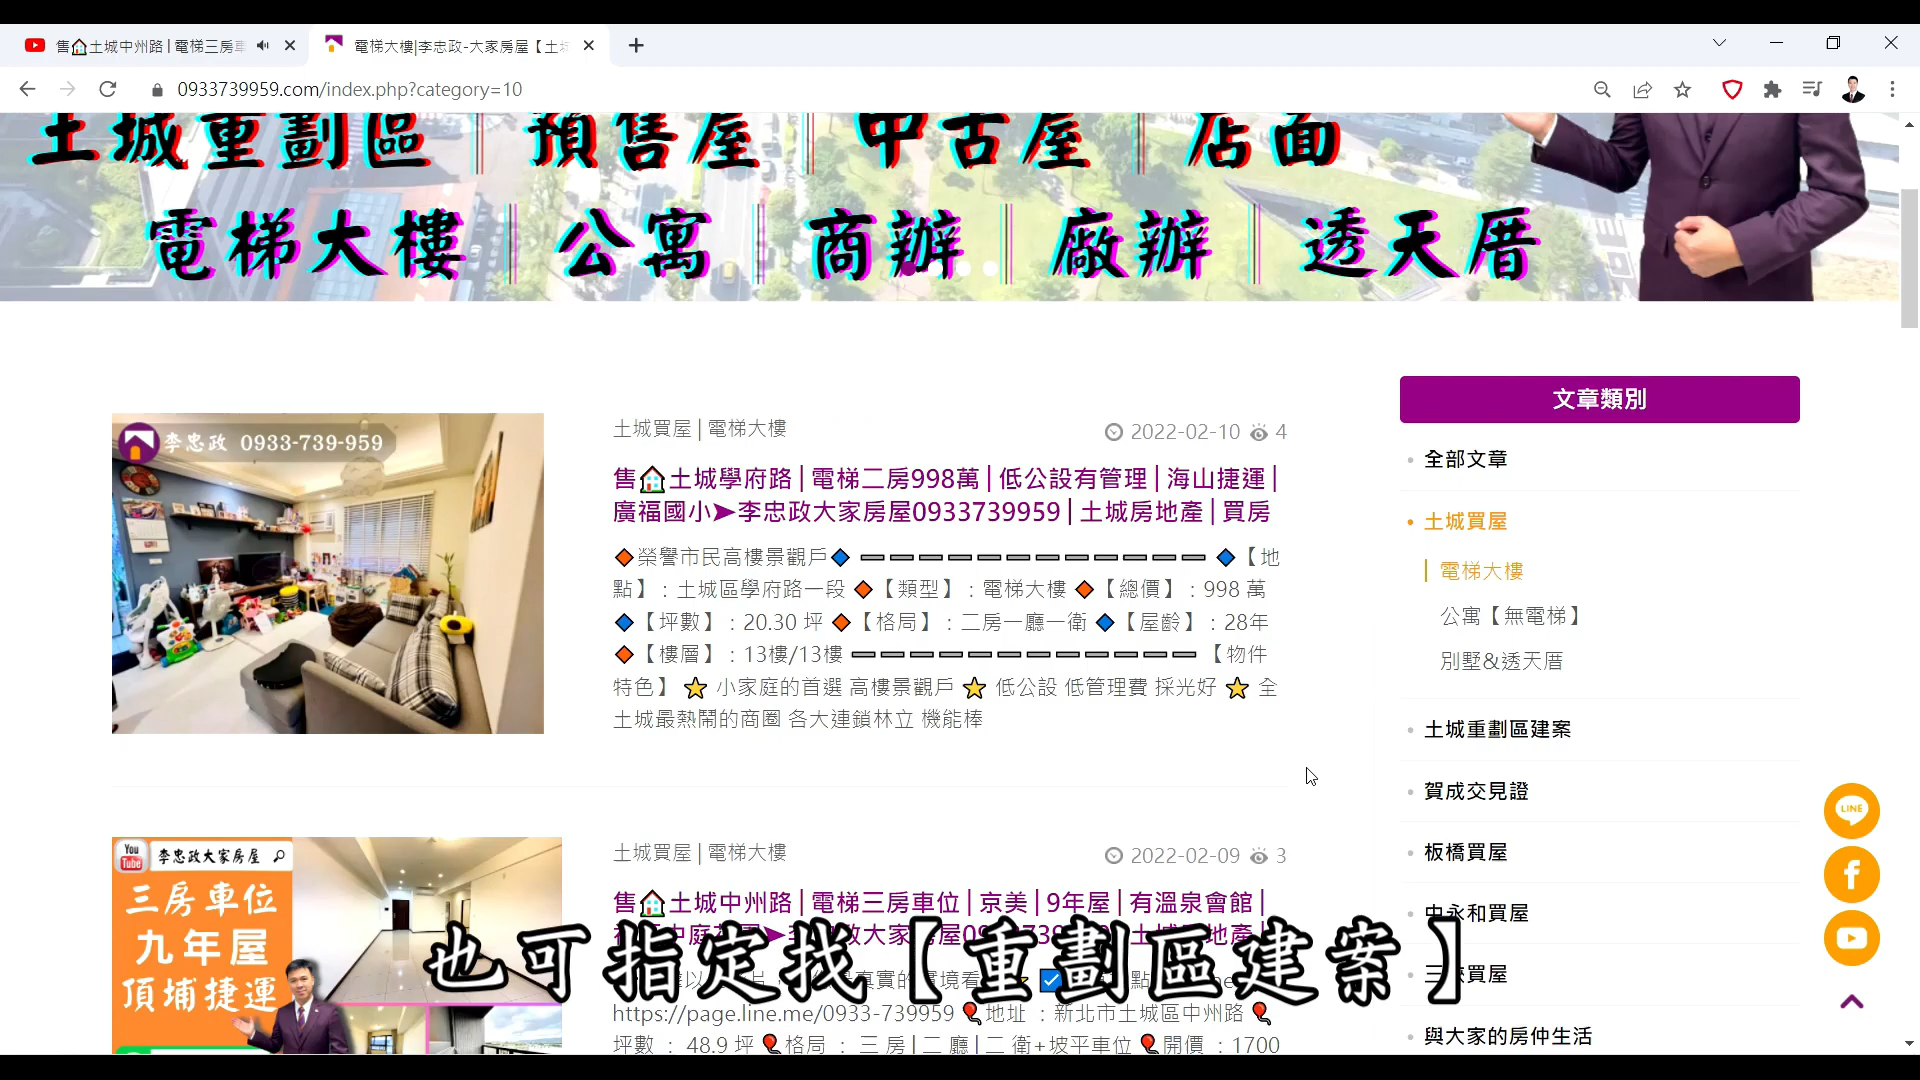 售🏠土城中州路 | 電梯三房車
電梯大樓|李忠政-大家房屋【土
0933739959.com/index.php?category=10
土城重劃區 | 預售屋 | 中古屋 | 店面
電梯大樓 | 公寓 | 商辦 | 廠辦 | 透天厝
李忠政 0933-739-959
土城買屋 | 電梯大樓
2022-02-10 4
售🏠土城學府路 | 電梯二房998萬 | 低公設有管理 | 海山捷運 |
廣福國小➤李忠政大家房屋0933739959 | 土城房地產 | 買房
🔶榮譽市民高樓景觀戶🔷 ➖➖➖➖➖➖➖➖➖➖➖➖ 🔷【地
點】：土城區學府路一段 🔶【類型】：電梯大樓 🔶【總價】：998 萬
🔷【坪數】：20.30 坪 🔶【格局】：二房一廳一衛 🔷【屋齡】：28年
🔶【樓層】：13樓/13樓 ➖➖➖➖➖➖➖➖➖➖➖➖ 【物件
特色】 ⭐ 小家庭的首選 高樓景觀戶 ⭐ 低公設 低管理費 採光好 ⭐ 全
土城最熱鬧的商圈 各大連鎖林立 機能棒
You Tube 李忠政大家房屋
三房車位
九年屋
頂埔捷運
土城買屋 | 電梯大樓
2022-02-09 3
售🏠土城中州路 | 電梯三房車位 | 京美 | 9年屋 | 有溫泉會館 |
https://page.line.me/0933-739959 🎈地址 ：新北市土城區中州路 🎈
坪數 ： 48.9 坪 🎈格局 ： 三 房 | 二 廳 | 二 衛+坡平車位 🎈開價 ：1700
文章類別
全部文章
土城買屋
電梯大樓
公寓【無電梯】
別墅&透天厝
土城重劃區建案
賀成交見證
板橋買屋
中永和買屋
三峽買屋
與大家的房仲生活
LINE
也可指定找【重劃區建案】